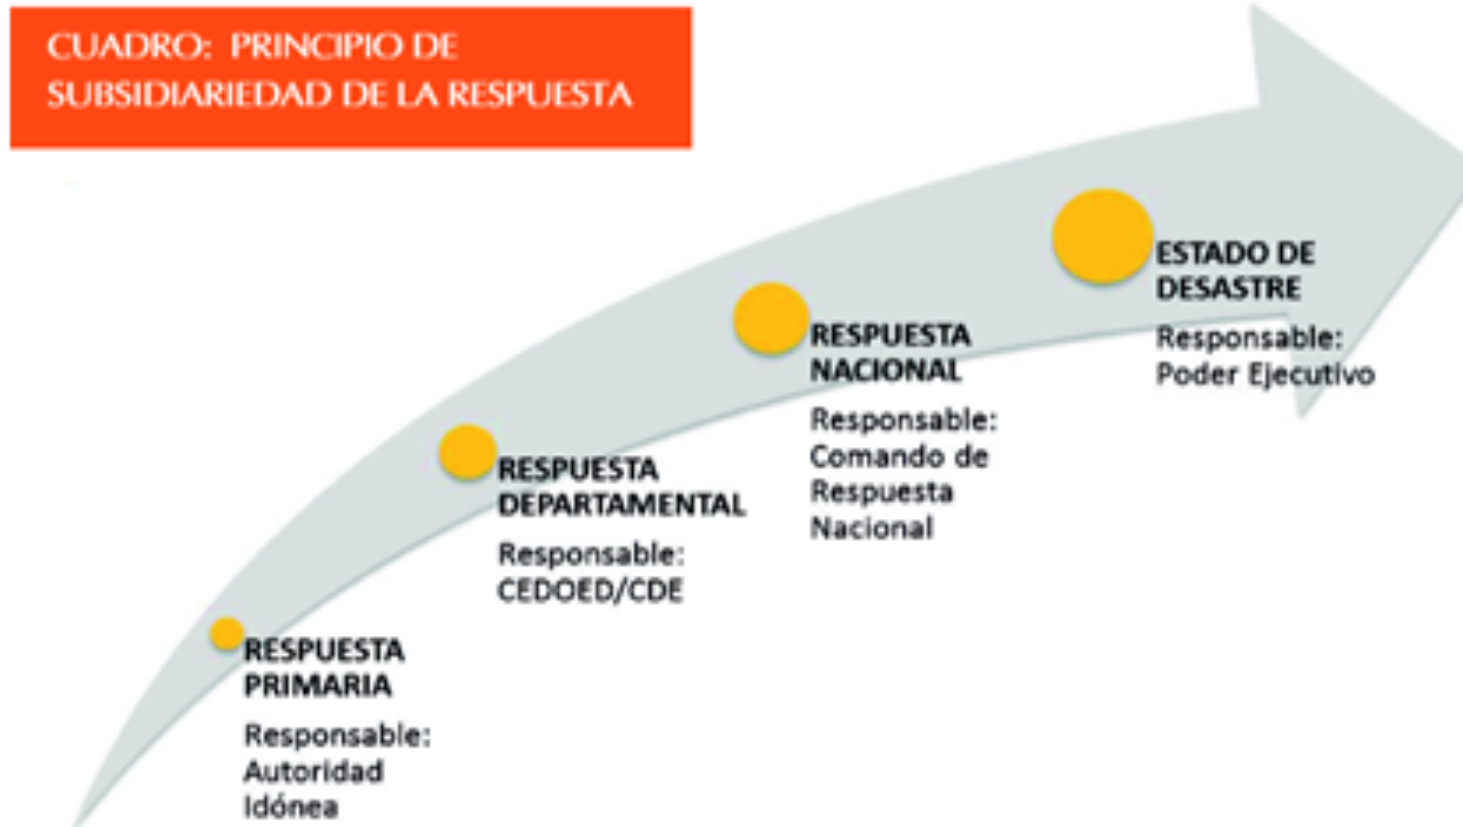 CUADRO: PRINCIPIO DE
SUBSIDIARIEDAD DE LA RESPUESTA
RESPUESTA
PRIMARIA
Responsable:
Autoridad
Idónea
RESPUESTA
DEPARTAMENTAL
Responsable:
CEDOED/CDE
RESPUESTA
NACIONAL
Responsable:
Comando de
Respuesta
Nacional
ESTADO DE
DESASTRE
Responsable:
Poder Ejecutivo